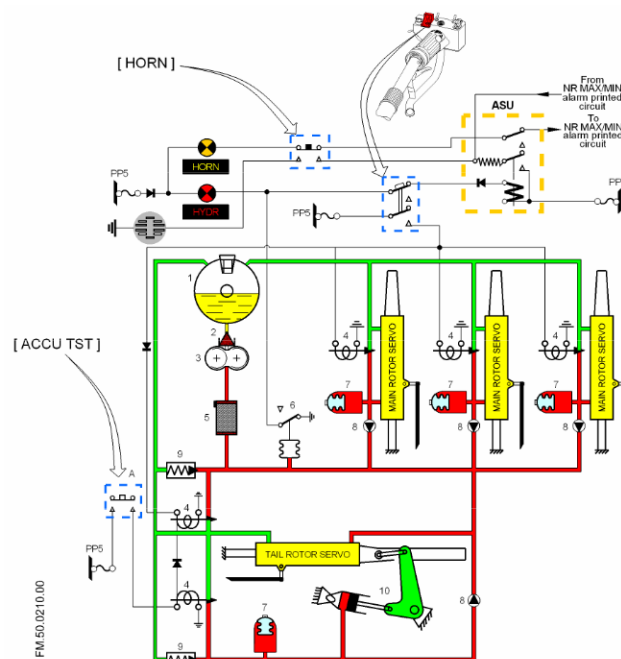 [ HORN ]
From
NR MAX/MIN
alarm printed
circuit
ASU
To
NR MAX/MIN
alarm printed
circuit
HORN
PP5
HYDR
PP5
PP
1
2
3
4
4
4
MAIN ROTOR SERVO
MAIN ROTOR SERVO
MAIN ROTOR SERVO
[ ACCU TST ]
5
6
7
7
7
8
8
8
9
A
4
PP5
TAIL ROTOR SERVO
4
10
8
7
9
FM.50.0210.00